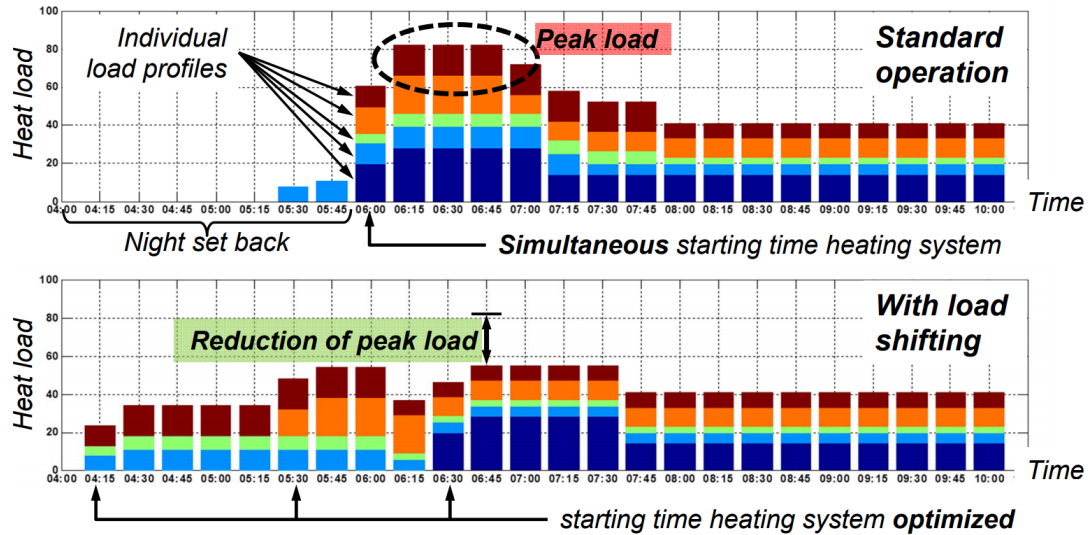 Heat load
100
80
60
40
20
0
Individual
load profiles
Peak load
Standard
operation
04:00 04:15 04:30 04:45 05:00 05:15 05:30 05:45 06:00 06:15 06:30 06:45 07:00 07:15 07:30 07:45 08:00 08:15 08:30 08:45 09:00 09:15 09:30 09:45 10:00
Time
Night set back
Simultaneous starting time heating system
Heat load
100
80
60
40
20
0
Reduction of peak load
With load
shifting
04:00 04:15 04:30 04:45 05:00 05:15 05:30 05:45 06:00 06:15 06:30 06:45 07:00 07:15 07:30 07:45 08:00 08:15 08:30 08:45 09:00 09:15 09:30 09:45 10:00
Time
starting time heating system optimized